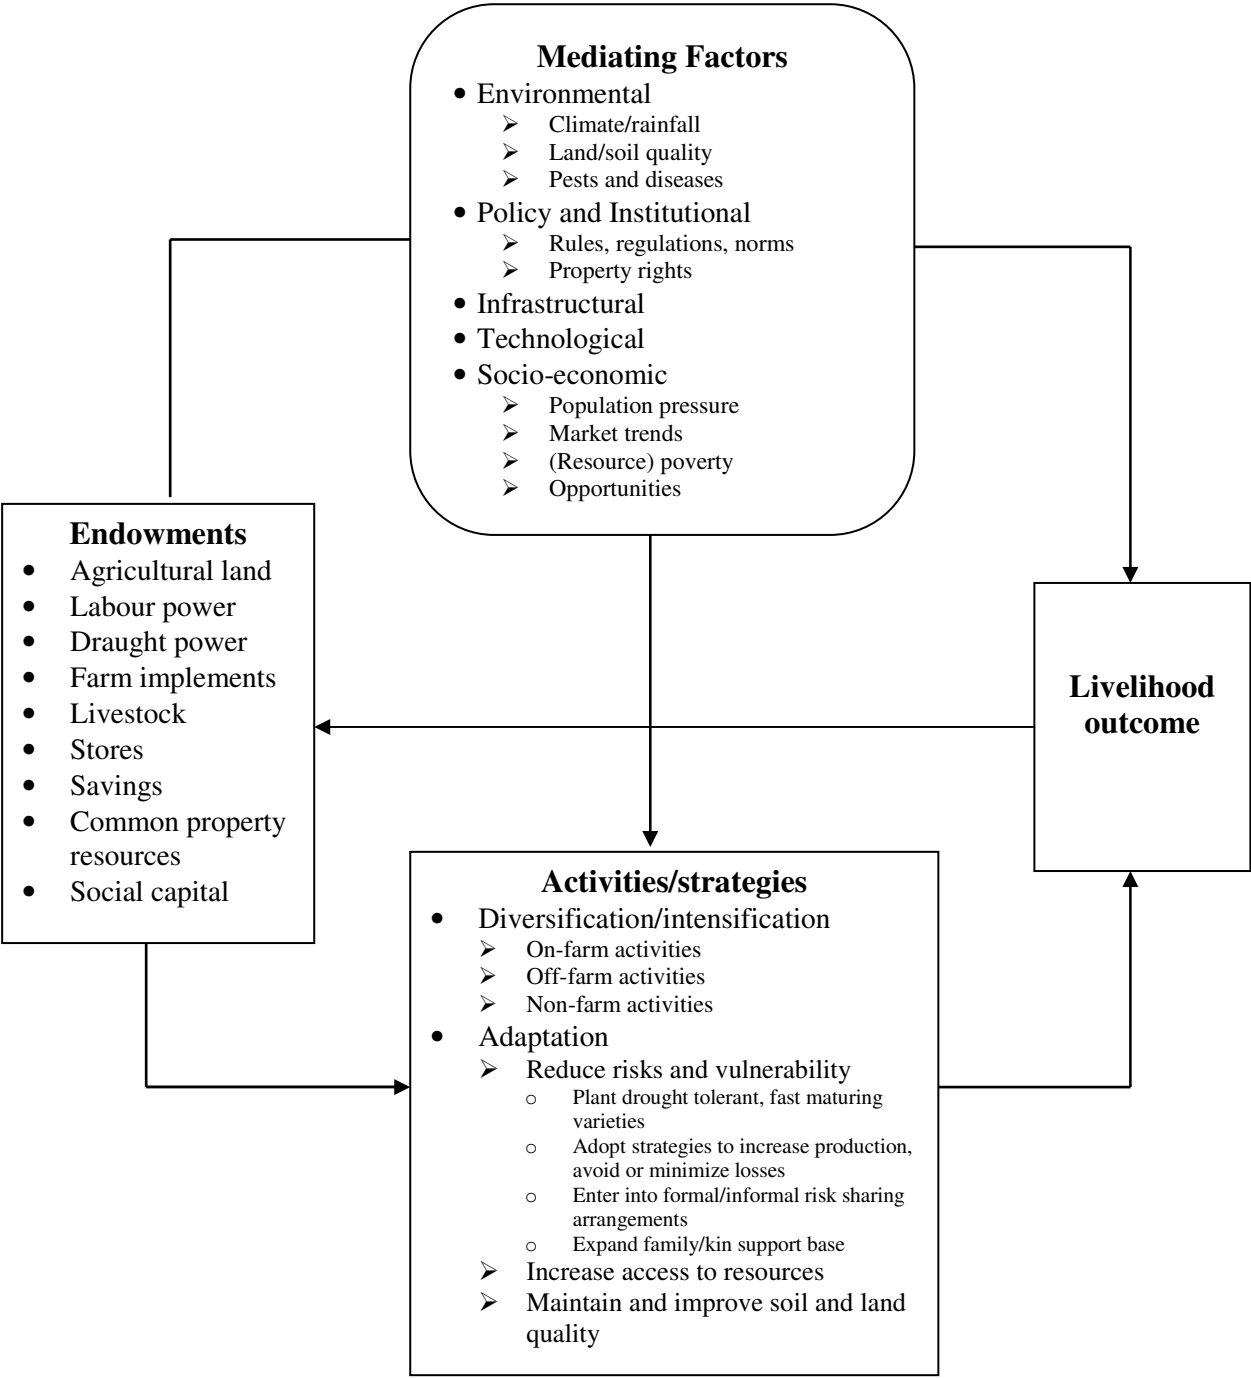 Mediating Factors
• Environmental
➢ Climate/rainfall
➢ Land/soil quality
➢ Pests and diseases
• Policy and Institutional
➢ Rules, regulations, norms
➢ Property rights
• Infrastructural
• Technological
• Socio-economic
➢ Population pressure
➢ Market trends
➢ (Resource) poverty
➢ Opportunities
Endowments
• Agricultural land
• Labour power
• Draught power
• Farm implements
• Livestock
• Stores
• Savings
• Common property
resources
• Social capital
Livelihood
outcome
Activities/strategies
• Diversification/intensification
➢ On-farm activities
➢ Off-farm activities
➢ Non-farm activities
• Adaptation
➢ Reduce risks and vulnerability
o Plant drought tolerant, fast maturing
varieties
o Adopt strategies to increase production,
avoid or minimize losses
o Enter into formal/informal risk sharing
arrangements
o Expand family/kin support base
➢ Increase access to resources
➢ Maintain and improve soil and land
quality